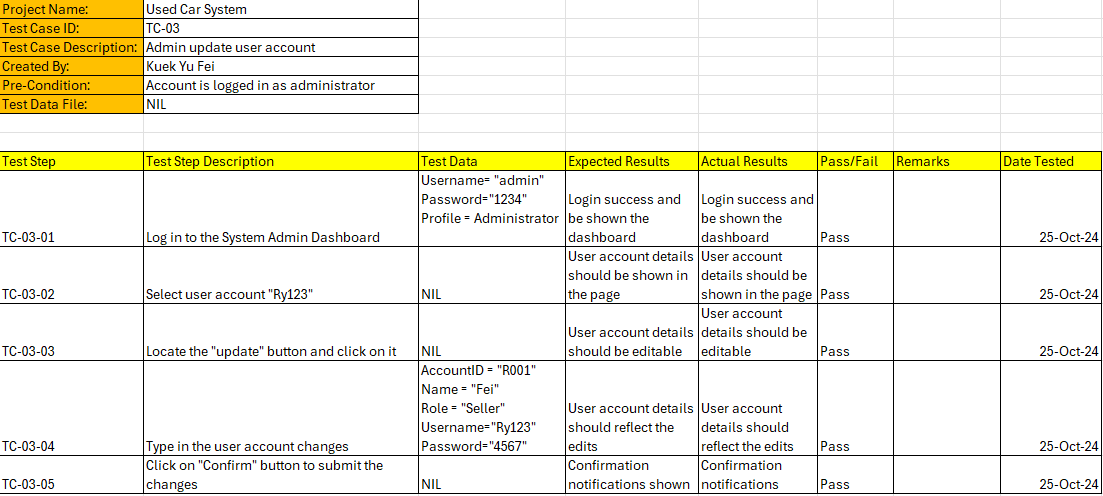 Project Name: Used Car System
Test Case ID: TC-03
Test Case Description: Admin update user account
Created By: Kuek Yu Fei
Pre-Condition: Account is logged in as administrator
Test Data File: NIL
Test Step Test Step Description Test Data Expected Results Actual Results Pass/Fail Remarks Date Tested
TC-03-01
Log in to the System Admin Dashboard
Username= "admin"
Password="1234"
Profile = Administrator
Login success and
be shown the
dashboard
Login success and
be shown the
dashboard
Pass
25-Oct-24
TC-03-02
Select user account "Ry123"
NIL
User account details
should be shown in
the page
User account
details should be
shown in the page
Pass
25-Oct-24
TC-03-03
Locate the "update" button and click on it
NIL
User account details
should be editable
User account
details should be
editable
Pass
25-Oct-24
TC-03-04
Type in the user account changes
AccountID = "R001"
Name = "Fei"
Role = "Seller"
Username="Ry123"
Password="4567"
User account details
should reflect the
edits
User account
details should
reflect the edits
Pass
25-Oct-24
TC-03-05
Click on "Confirm" button to submit the
changes
NIL
Confirmation
notifications shown
Confirmation
notifications
Pass
25-Oct-24